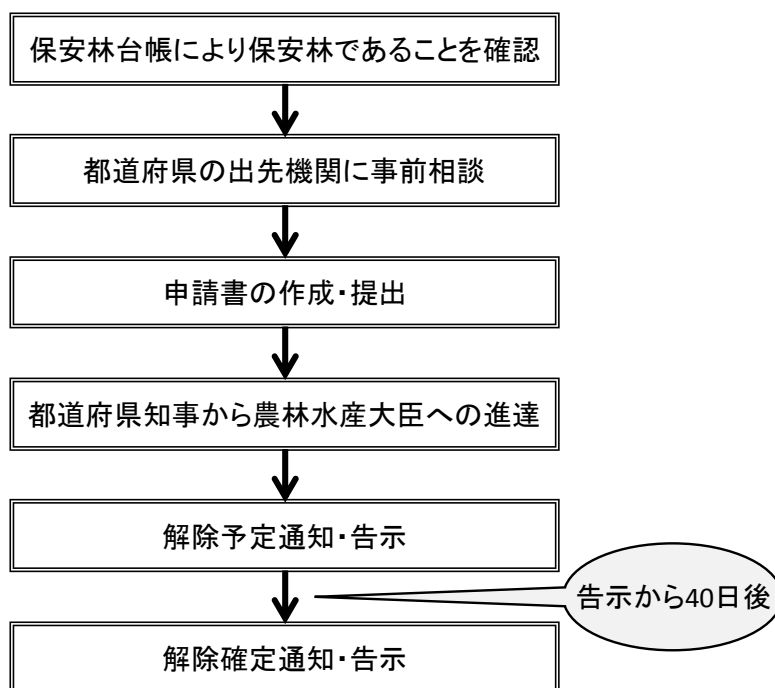 保安林台帳により保安林であることを確認
都道府県の出先機関に事前相談
申請書の作成・提出
都道府県知事から農林水産大臣への進達
解除予定通知・告示
告示から40日後
解除確定通知・告示